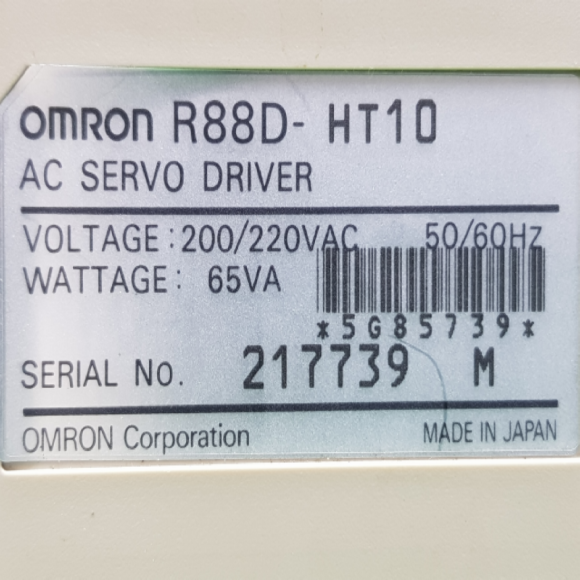 omron R88D- HT10
AC SERVO DRIVER
VOLTAGE: 200/220VAC 50/60Hz
WATTAGE: 65VA
*5G85739*
SERIAL No. 217739 M
OMRON Corporation MADE IN JAPAN